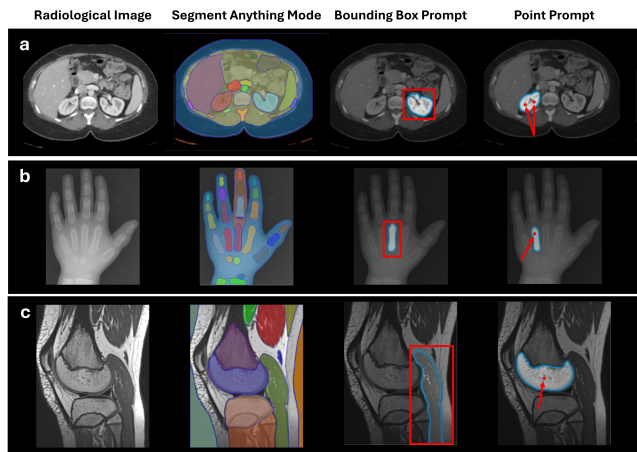 Radiological Image Segment Anything Mode Bounding Box Prompt Point Prompt
a
b
c